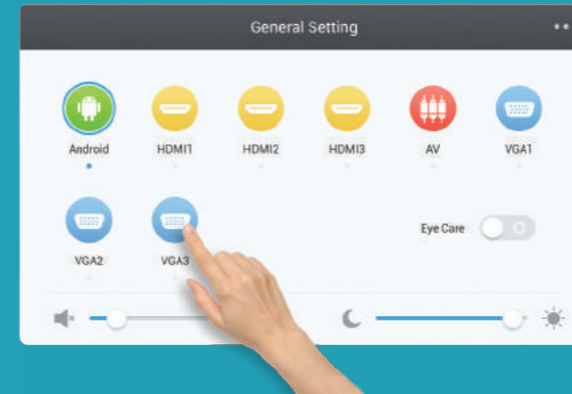 General Setting
Android HDMI1 HDMI2 HDMI3 AV VGA1
VGA2 VGA3 Eye Care